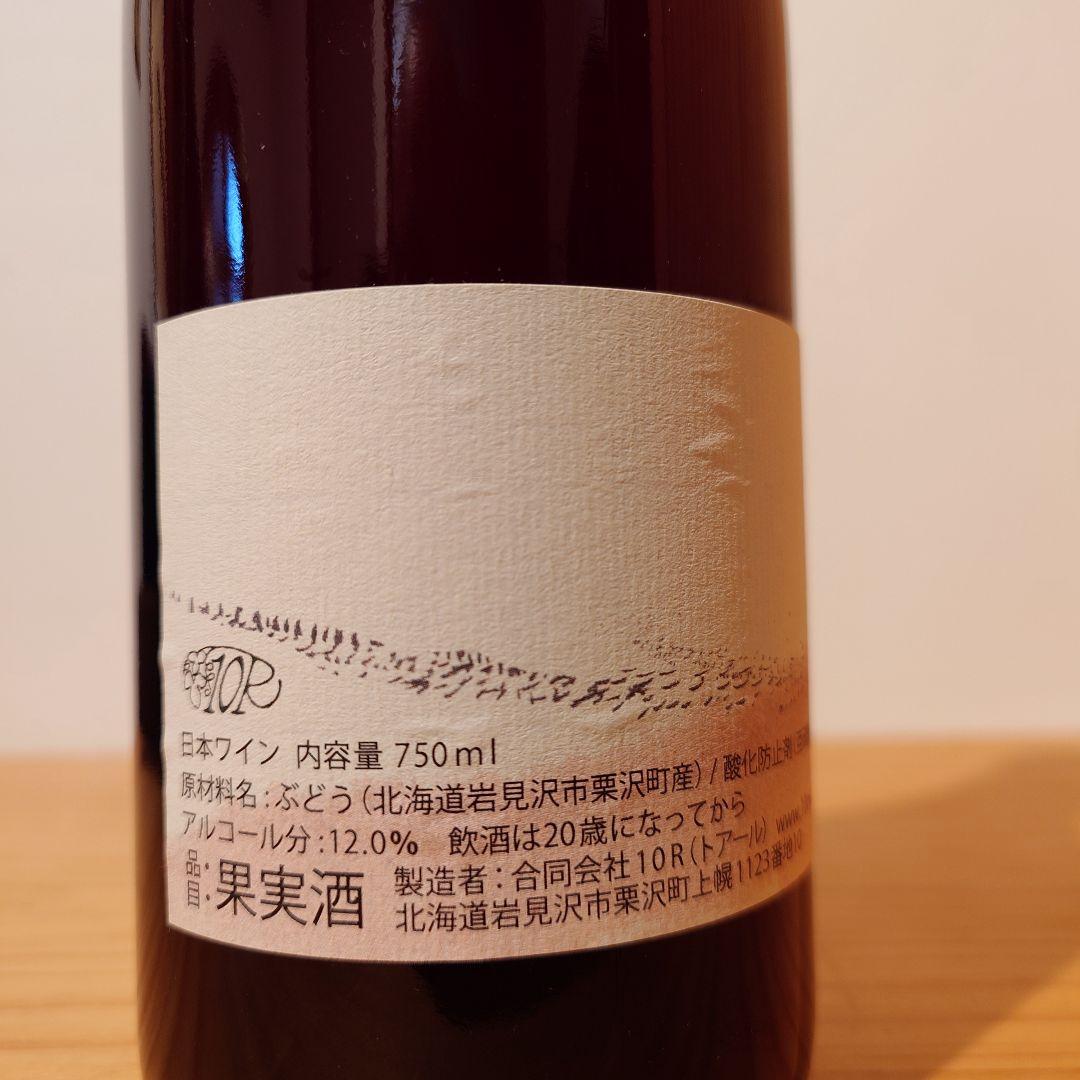 10R
日本ワイン 内容量 750ml
原材料名:ぶどう(北海道岩見沢市栗沢町産)/酸化防止剤
アルコール分:12.0% 飲酒は20歳になってから
品目:果実酒
製造者:合同会社10R(トアール) www.
北海道岩見沢市栗沢町上幌1123番地10